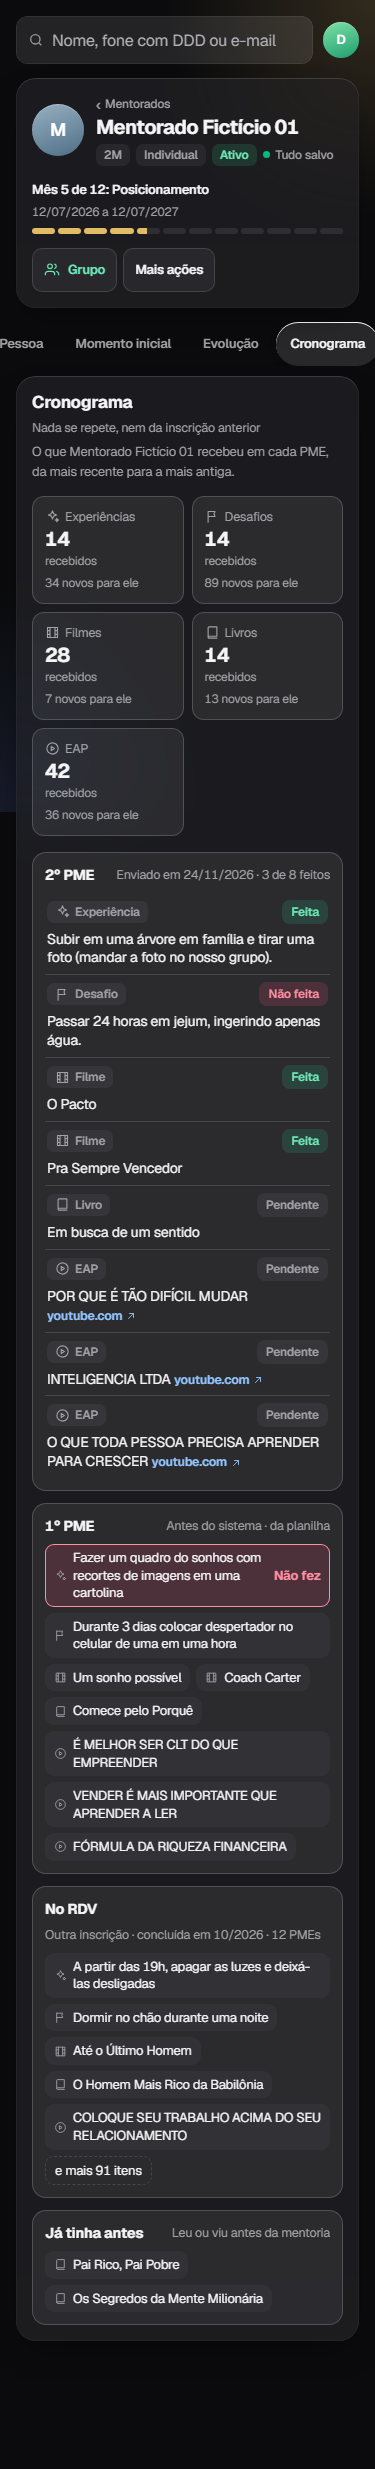 Nome, fone com DDD ou e-mail
D
M
‹ Mentorados
Mentorado Fictício 01
2M Individual Ativo Tudo salvo
Mês 5 de 12: Posicionamento
12/07/2026 a 12/07/2027
Grupo Mais ações
Pessoa Momento inicial Evolução Cronograma
Cronograma
Nada se repete, nem da inscrição anterior
O que Mentorado Fictício 01 recebeu em cada PME,
da mais recente para a mais antiga.
Experiências
14
recebidos
34 novos para ele
Desafios
14
recebidos
89 novos para ele
Filmes
28
recebidos
7 novos para ele
Livros
14
recebidos
13 novos para ele
EAP
42
recebidos
36 novos para ele
2º PME Enviado em 24/11/2026 · 3 de 8 feitos
Experiência Feita
Subir em uma árvore em família e tirar uma
foto (mandar a foto no nosso grupo).
Desafio Não feita
Passar 24 horas em jejum, ingerindo apenas
água.
Filme Feita
O Pacto
Filme Feita
Pra Sempre Vencedor
Livro Pendente
Em busca de um sentido
EAP Pendente
POR QUE É TÃO DIFÍCIL MUDAR
youtube.com ↗
EAP Pendente
INTELIGENCIA LTDA youtube.com ↗
EAP Pendente
O QUE TODA PESSOA PRECISA APRENDER
PARA CRESCER youtube.com ↗
1º PME Antes do sistema · da planilha
Fazer um quadro do sonhos com
recortes de imagens em uma
cartolina
Não fez
Durante 3 dias colocar despertador no
celular de uma em uma hora
Um sonho possível Coach Carter
Comece pelo Porquê
É MELHOR SER CLT DO QUE
EMPREENDER
VENDER É MAIS IMPORTANTE QUE
APRENDER A LER
FÓRMULA DA RIQUEZA FINANCEIRA
No RDV
Outra inscrição · concluída em 10/2026 · 12 PMEs
A partir das 19h, apagar as luzes e deixá-
las desligadas
Dormir no chão durante uma noite
Até o Último Homem
O Homem Mais Rico da Babilônia
COLOQUE SEU TRABALHO ACIMA DO SEU
RELACIONAMENTO
e mais 91 itens
Já tinha antes Leu ou viu antes da mentoria
Pai Rico, Pai Pobre
Os Segredos da Mente Milionária